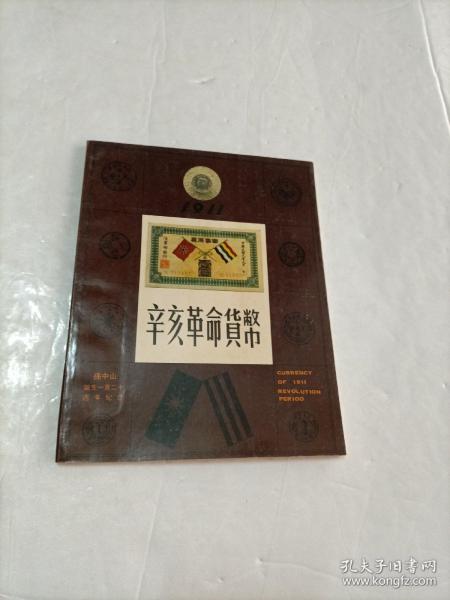 1911
辛亥革命貨幣
孫中山
誕生一百二十
週年紀念
CURRENCY
OF 1911
REVOLUTION
PERIOD
孔夫子旧书网
www.kongfz.com